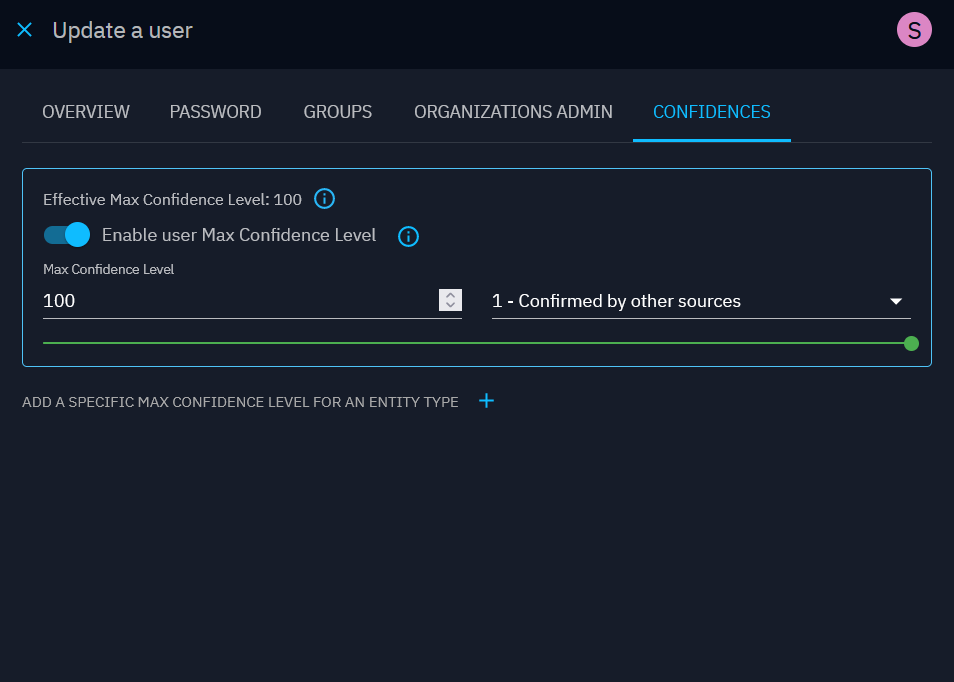 Update a user
S
OVERVIEW PASSWORD GROUPS ORGANIZATIONS ADMIN CONFIDENCES
Effective Max Confidence Level: 100
Enable user Max Confidence Level
Max Confidence Level
100 1 - Confirmed by other sources
ADD A SPECIFIC MAX CONFIDENCE LEVEL FOR AN ENTITY TYPE